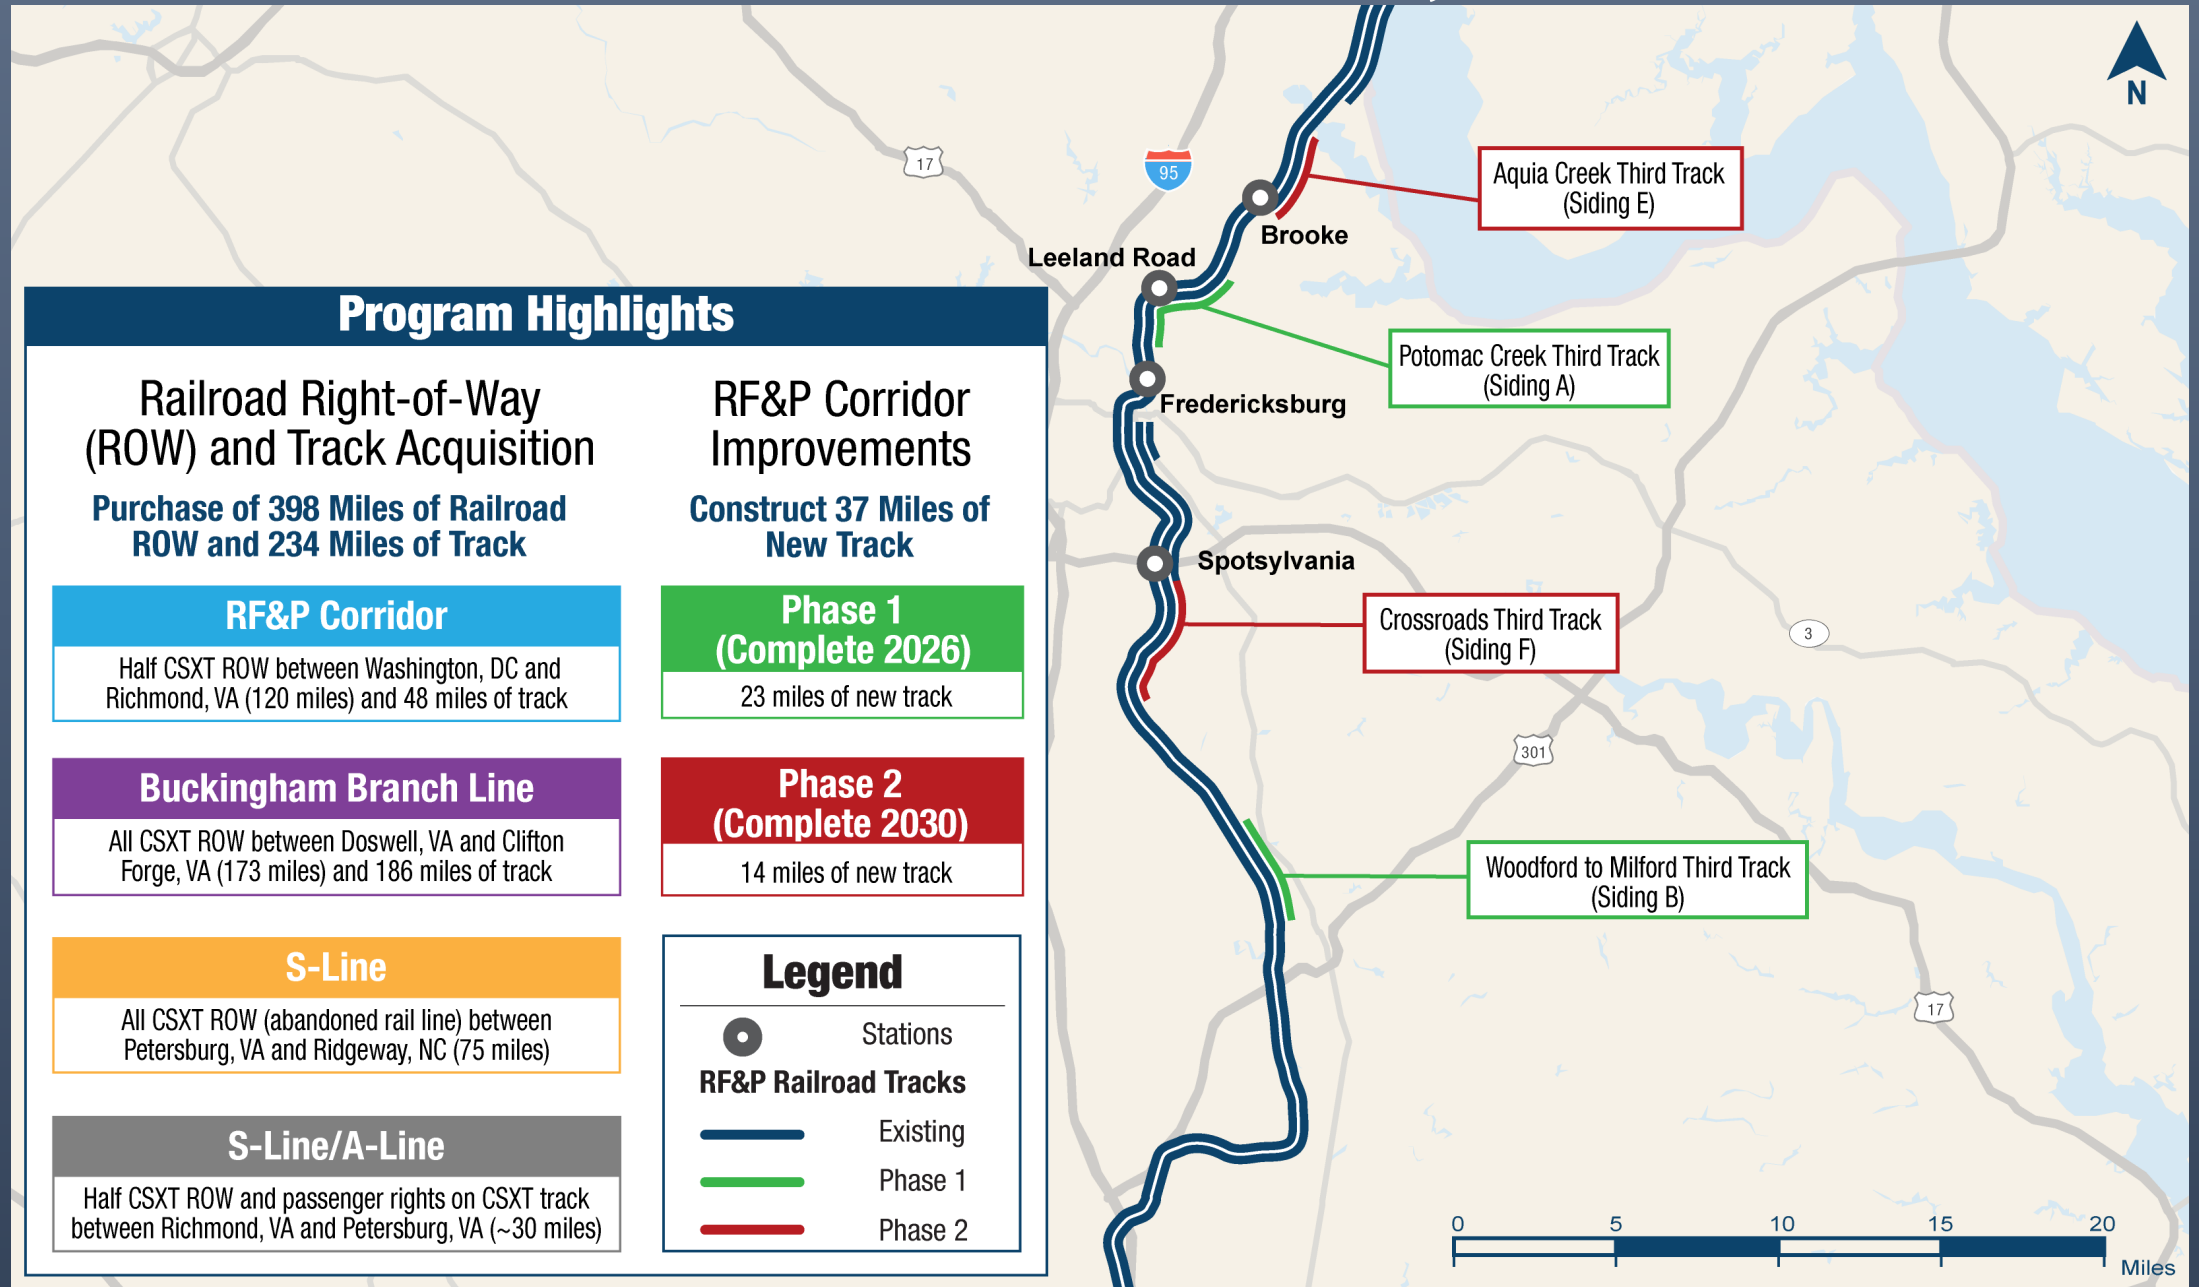 Program Highlights
Railroad Right-of-Way
(ROW) and Track Acquisition
Purchase of 398 Miles of Railroad
ROW and 234 Miles of Track
RF&P Corridor
Half CSXT ROW between Washington, DC and
Richmond, VA (120 miles) and 48 miles of track
Buckingham Branch Line
All CSXT ROW between Doswell, VA and Clifton
Forge, VA (173 miles) and 186 miles of track
S-Line
All CSXT ROW (abandoned rail line) between
Petersburg, VA and Ridgeway, NC (75 miles)
S-Line/A-Line
Half CSXT ROW and passenger rights on CSXT track
between Richmond, VA and Petersburg, VA (~30 miles)
RF&P Corridor
Improvements
Construct 37 Miles of
New Track
Phase 1
(Complete 2026)
23 miles of new track
Phase 2
(Complete 2030)
14 miles of new track
Legend
Stations
RF&P Railroad Tracks
Existing
Phase 1
Phase 2
N
17
95
Aquia Creek Third Track
(Siding E)
Brooke
Leeland Road
Potomac Creek Third Track
(Siding A)
Fredericksburg
Spotsylvania
Crossroads Third Track
(Siding F)
3
301
Woodford to Milford Third Track
(Siding B)
17
0 5 10 15 20
Miles